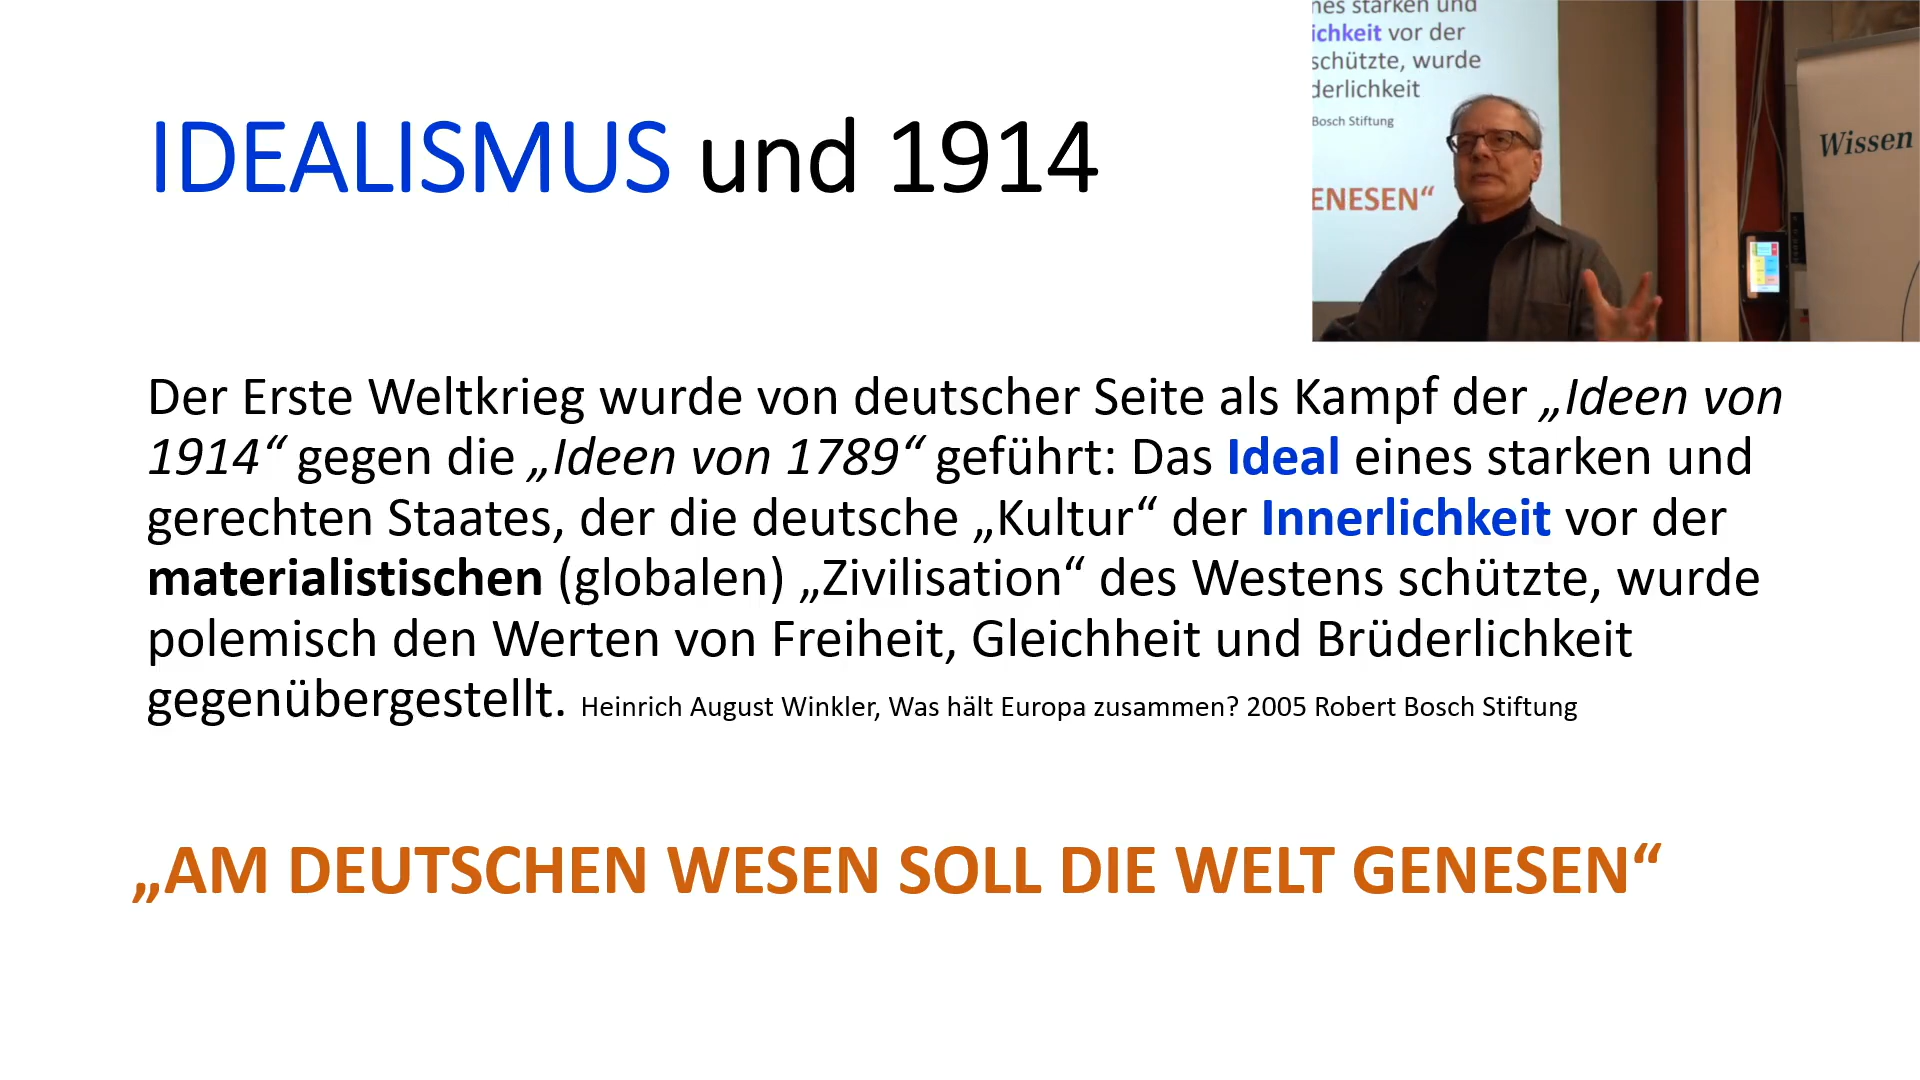 IDEALISMUS und 1914
nes starken und
ichkeit vor der
schützte, wurde
derlichkeit
Bosch Stiftung
ENESEN“
Wissen
Der Erste Weltkrieg wurde von deutscher Seite als Kampf der „Ideen von
1914“ gegen die „Ideen von 1789“ geführt: Das Ideal eines starken und
gerechten Staates, der die deutsche „Kultur“ der Innerlichkeit vor der
materialistischen (globalen) „Zivilisation“ des Westens schützte, wurde
polemisch den Werten von Freiheit, Gleichheit und Brüderlichkeit
gegenübergestellt. Heinrich August Winkler, Was hält Europa zusammen? 2005 Robert Bosch Stiftung
„AM DEUTSCHEN WESEN SOLL DIE WELT GENESEN“